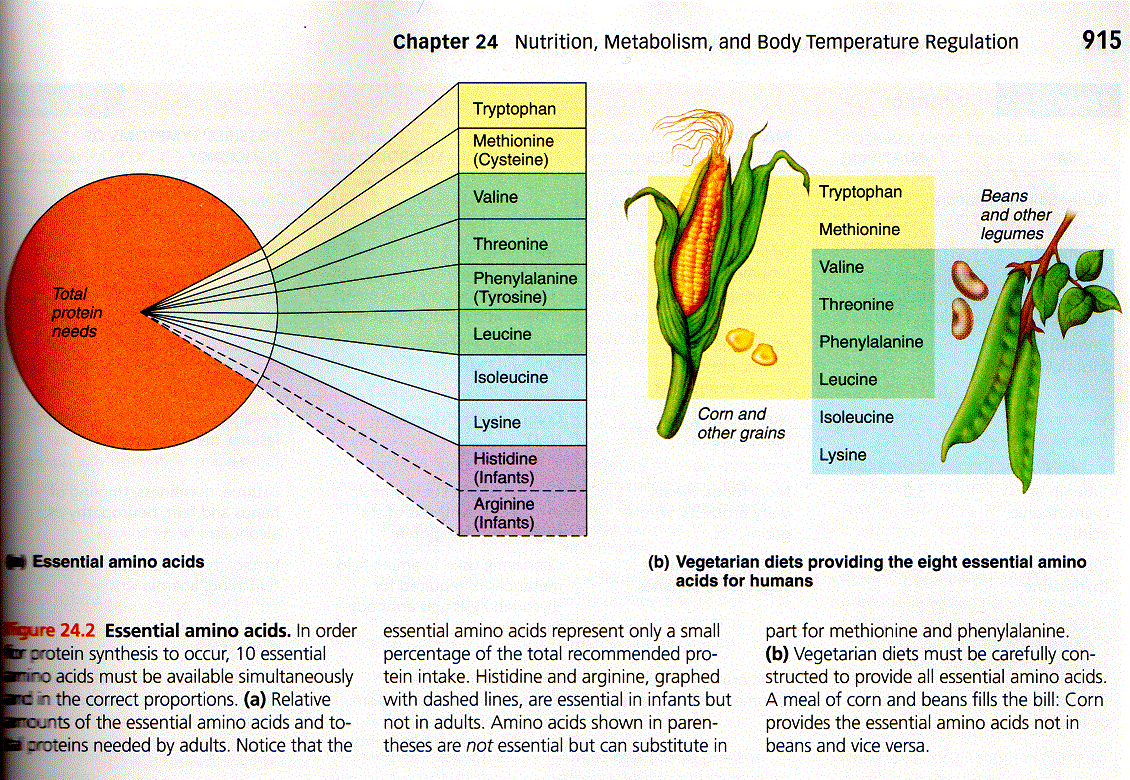 Chapter 24 Nutrition, Metabolism, and Body Temperature Regulation 915
Total
protein
needs
Tryptophan
Methionine
(Cysteine)
Valine
Threonine
Phenylalanine
(Tyrosine)
Leucine
Isoleucine
Lysine
Histidine
(Infants)
Arginine
(Infants)
Essential amino acids
Corn and
other grains
Tryptophan
Methionine
Valine
Threonine
Phenylalanine
Leucine
Isoleucine
Lysine
Beans
and other
legumes
(b) Vegetarian diets providing the eight essential amino
acids for humans
Figure 24.2 Essential amino acids. In order
for protein synthesis to occur, 10 essential
amino acids must be available simultaneously
and in the correct proportions. (a) Relative
amounts of the essential amino acids and to-
tal proteins needed by adults. Notice that the
essential amino acids represent only a small
percentage of the total recommended pro-
tein intake. Histidine and arginine, graphed
with dashed lines, are essential in infants but
not in adults. Amino acids shown in paren-
theses are not essential but can substitute in
part for methionine and phenylalanine.
(b) Vegetarian diets must be carefully con-
structed to provide all essential amino acids.
A meal of corn and beans fills the bill: Corn
provides the essential amino acids not in
beans and vice versa.